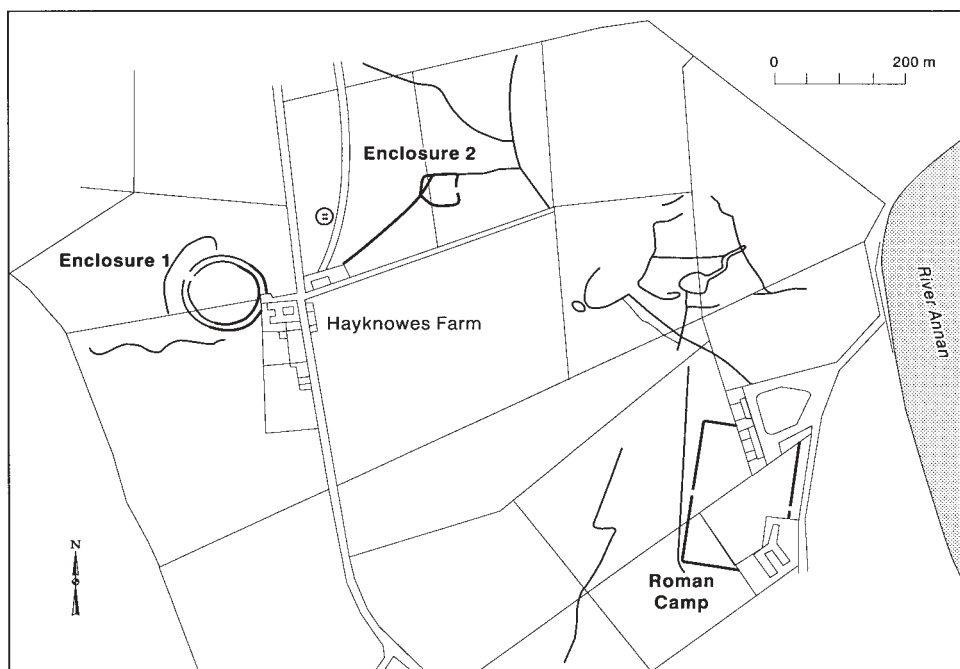 0 200 m
Enclosure 2
Enclosure 1
River Annan
Hayknowes Farm
N
Roman
Camp